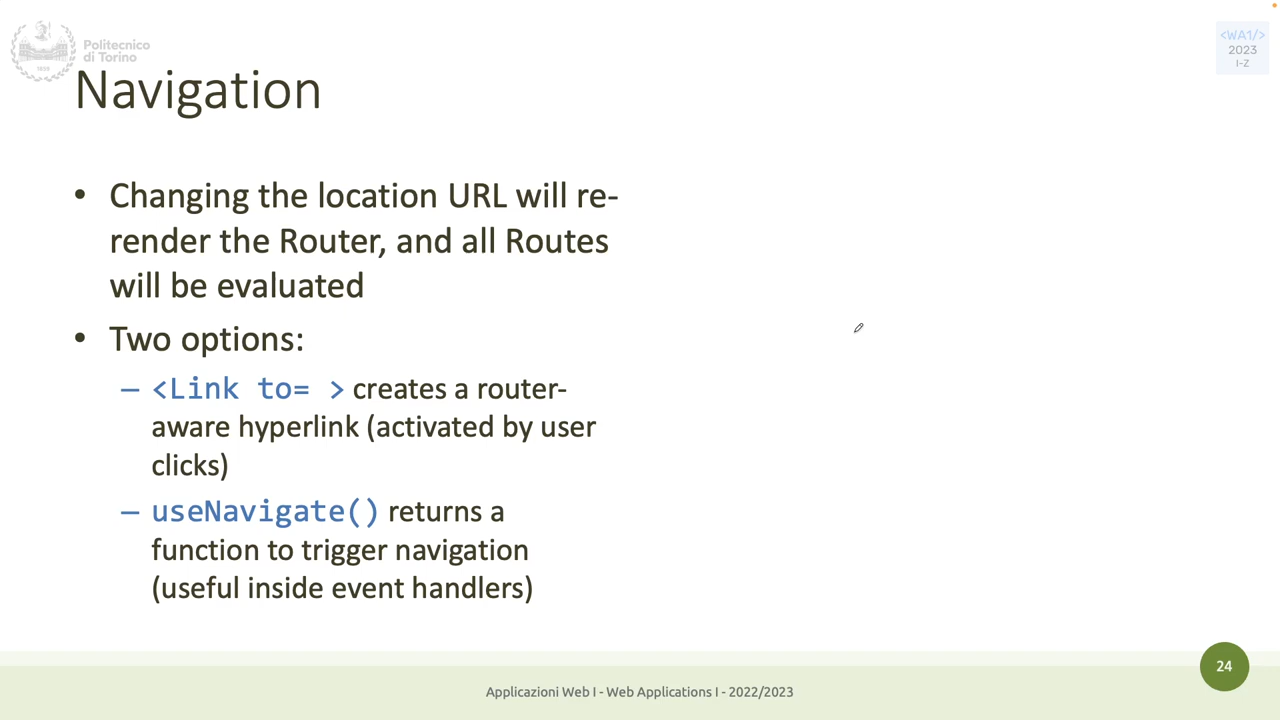 Politecnico
di Torino
1859
<WA1/>
2023
I-Z
Navigation
• Changing the location URL will re-
render the Router, and all Routes
will be evaluated
• Two options:
– <Link to= > creates a router-
aware hyperlink (activated by user
clicks)
– useNavigate() returns a
function to trigger navigation
(useful inside event handlers)
24
Applicazioni Web I - Web Applications I - 2022/2023